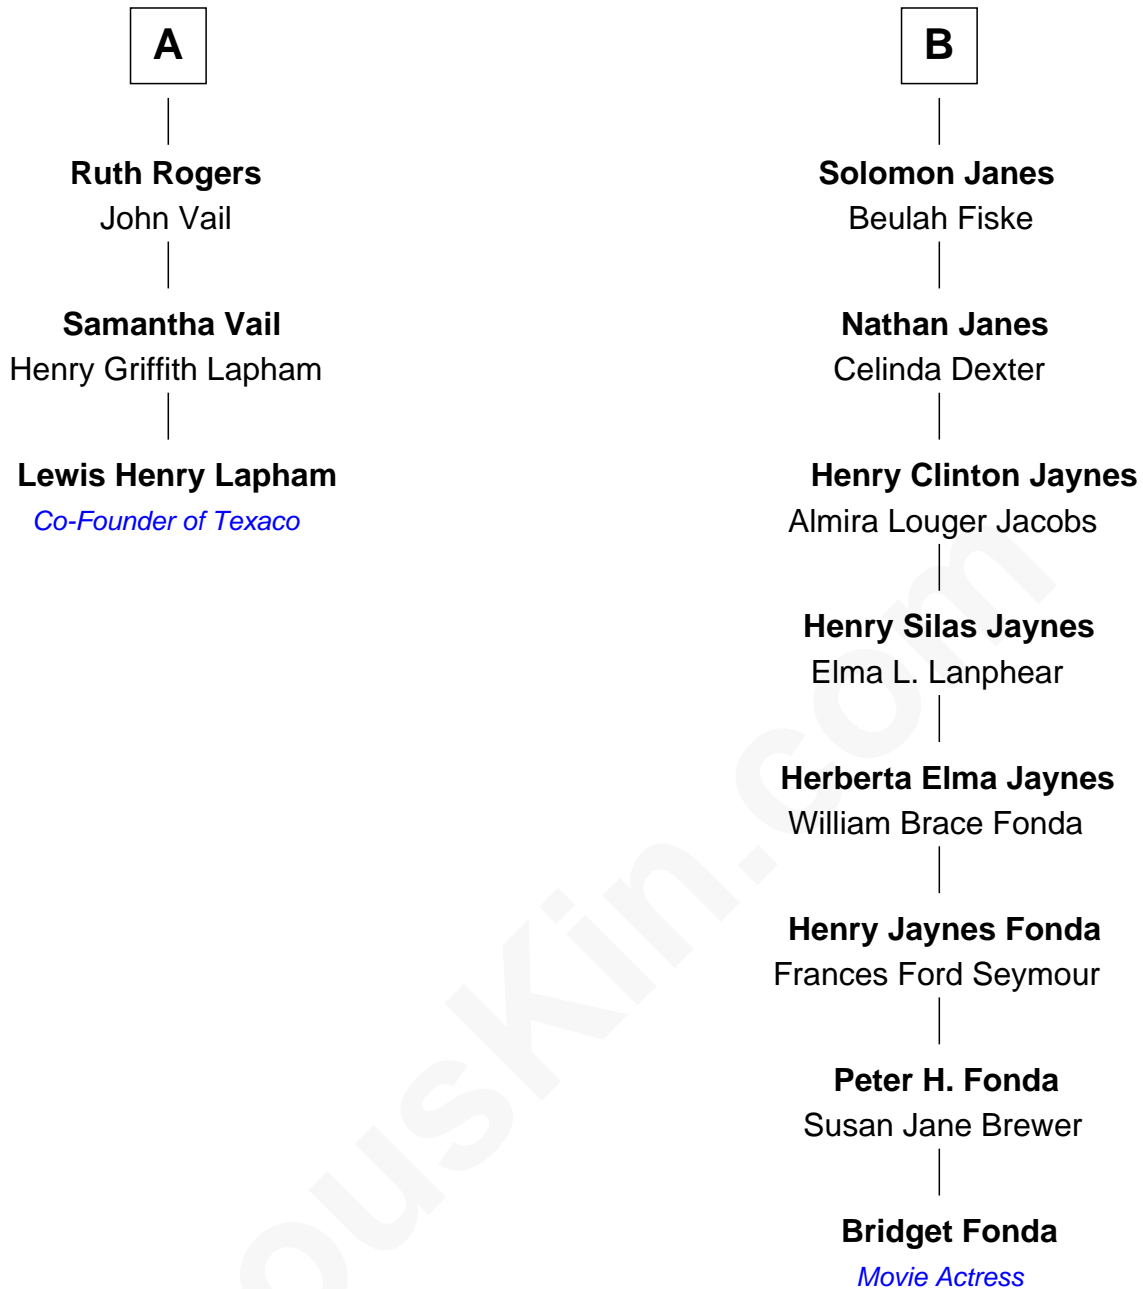 A
Ruth Rogers
John Vail
Samantha Vail
Henry Griffith Lapham
Lewis Henry Lapham
Co-Founder of Texaco
B
Solomon Janes
Beulah Fiske
Nathan Janes
Celinda Dexter
Henry Clinton Jaynes
Almira Louger Jacobs
Henry Silas Jaynes
Elma L. Lanphear
Herberta Elma Jaynes
William Brace Fonda
Henry Jaynes Fonda
Frances Ford Seymour
Peter H. Fonda
Susan Jane Brewer
Bridget Fonda
Movie Actress
ousKin.com